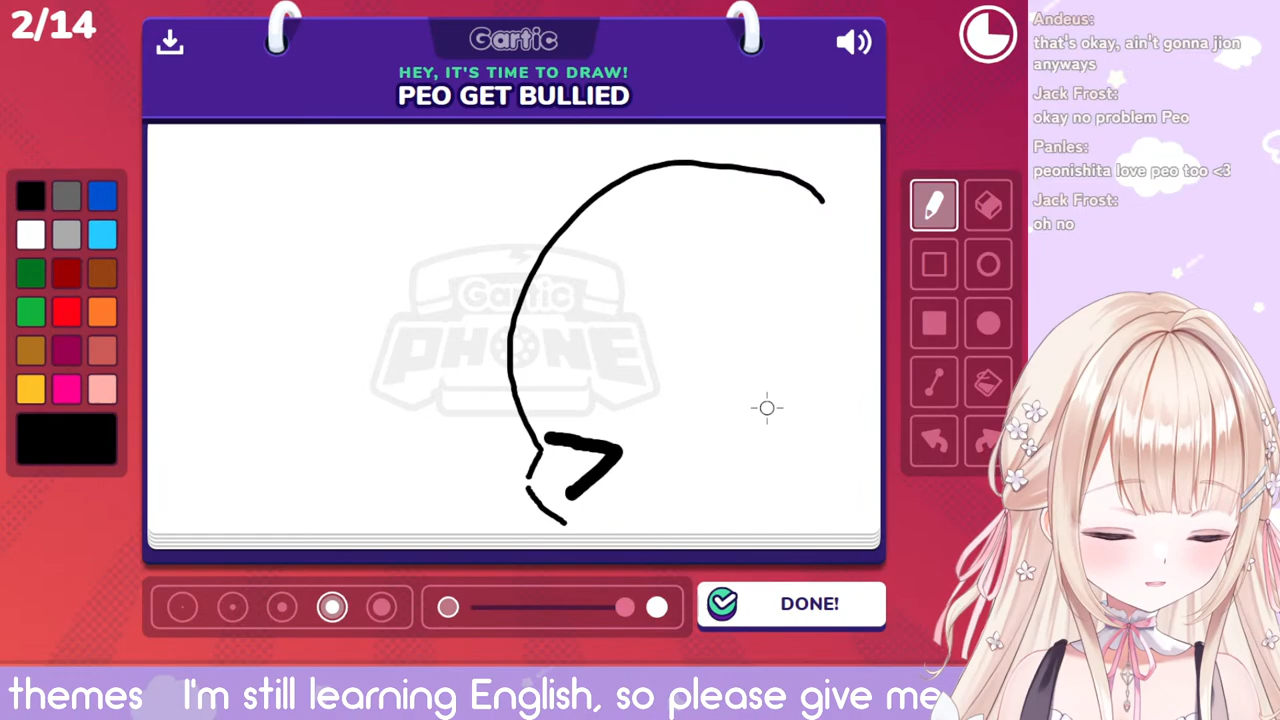 2/14
Gartic
HEY, IT'S TIME TO DRAW!
PEO GET BULLIED
Gartic
PHONE
DONE!
Andeus:
that's okay, ain't gonna jion
anyways
Jack Frost:
okay no problem Peo
Panles:
peonishita love peo too <3
Jack Frost:
oh no
themes I'm still learning English, so please give me